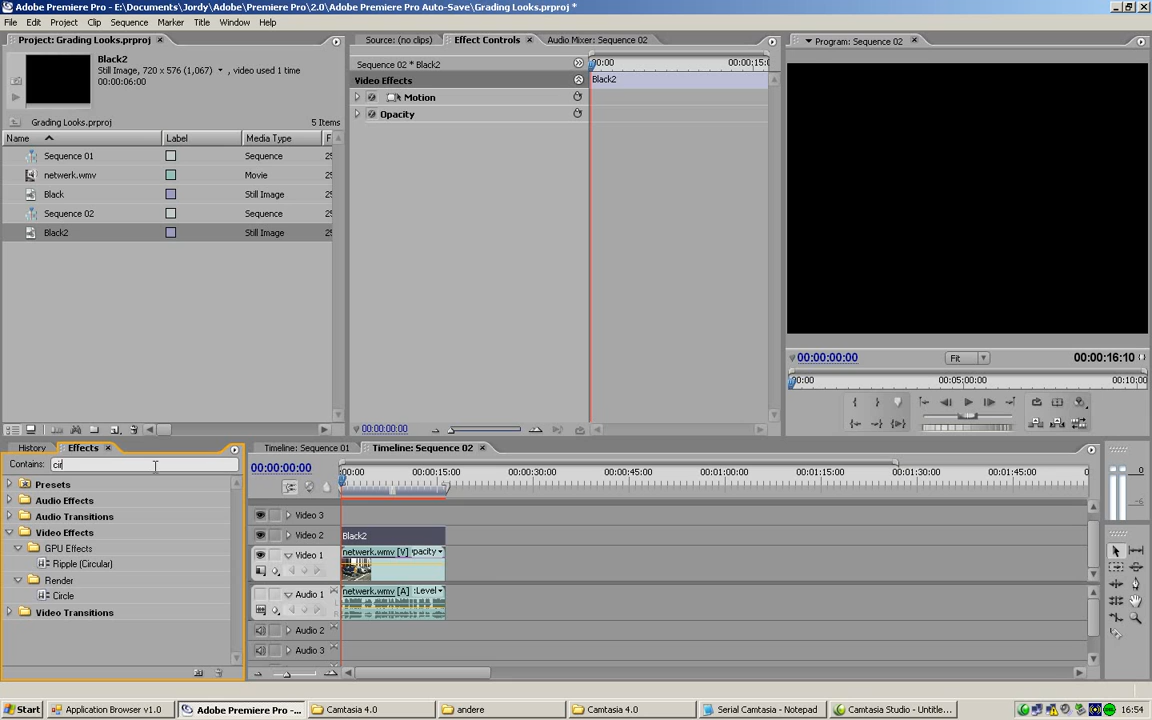 Adobe Premiere Pro - E:\Documents\Jordy\Adobe\Premiere Pro\2.0\Adobe Premiere Pro Auto-Save\Grading Looks.prproj *
File Edit Project Clip Sequence Marker Title Window Help
Project: Grading Looks.prproj
Source: (no clips) Effect Controls Audio Mixer: Sequence 02
Program: Sequence 02
Black2
Still Image, 720 x 576 (1,067) , video used 1 time
00:00:06:00
Grading Looks.prproj 5 Items
Name Label Media Type F
Sequence 01 Sequence 25
netwerk.wmv Movie 25
Black Still Image 25
Sequence 02 Sequence 25
Black2 Still Image 25
Sequence 02 * Black2
00:00 00:00:15:0
Video Effects Black2
Motion
Opacity
00:00:00:00
00:00:00:00 Fit 00:00:16:10
00:00 00:05:00:00 00:10:00
History Effects
Contains: cir
Presets
Audio Effects
Audio Transitions
Video Effects
GPU Effects
Ripple (Circular)
Render
Circle
Video Transitions
Timeline: Sequence 01 Timeline: Sequence 02
00:00:00:00 :00:00 00:00:15:00 00:00:30:00 00:00:45:00 00:01:00:00 00:01:15:00 00:01:30:00 00:01:45:00 0
Video 3
Video 2 Black2
Video 1 netwerk.wmv [V] pacity
Audio 1 netwerk.wmv [A] :Level
Audio 2
Audio 3
0
-6
Start Application Browser v1.0 Adobe Premiere Pro -... Camtasia 4.0 andere Camtasia 4.0 Serial Camtasia - Notepad Camtasia Studio - Untitle... 16:54